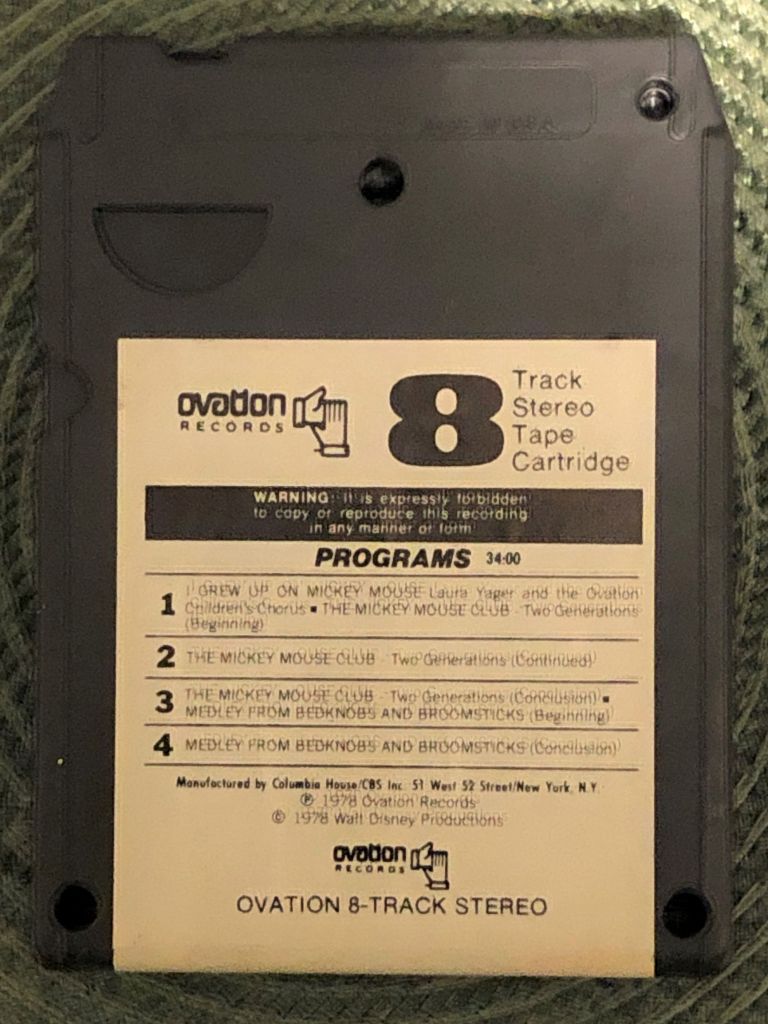 MADE IN USA
ovation
RECORDS
8
Track
Stereo
Tape
Cartridge
WARNING: It is expressly forbidden
to copy or reproduce this recording
in any manner or form
PROGRAMS 34:00
1 I GREW UP ON MICKEY MOUSE Laura Yager and the Ovation
Children's Chorus ▪ THE MICKEY MOUSE CLUB - Two Generations
(Beginning)
2 THE MICKEY MOUSE CLUB - Two Generations (Continued)
3 THE MICKEY MOUSE CLUB - Two Generations (Conclusion) ▪
MEDLEY FROM BEDKNOBS AND BROOMSTICKS (Beginning)
4 MEDLEY FROM BEDKNOBS AND BROOMSTICKS (Conclusion)
Manufactured by Columbia House/CBS Inc. 51 West 52 Street/New York, N.Y.
℗ 1978 Ovation Records
© 1978 Walt Disney Productions
ovation
RECORDS
OVATION 8-TRACK STEREO